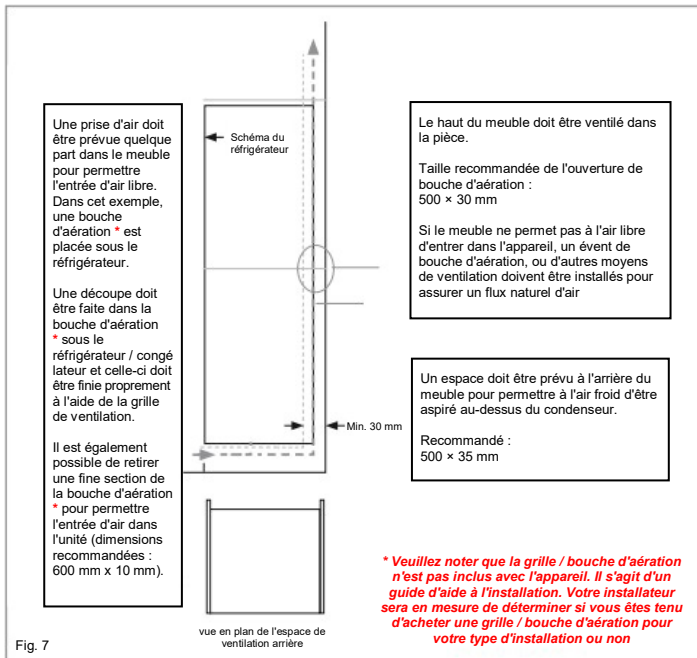 Une prise d'air doit
être prévue quelque
part dans le meuble
pour permettre
l'entrée d'air libre.
Dans cet exemple,
une bouche
d'aération * est
placée sous le
réfrigérateur.
Une découpe doit
être faite dans la
bouche d'aération
* sous le
réfrigérateur / congé
lateur et celle-ci doit
être finie proprement
à l'aide de la grille
de ventilation.
Il est également
possible de retirer
une fine section de
la bouche d'aération
* pour permettre
l'entrée d'air dans
l'unité (dimensions
recommandées :
600 mm x 10 mm).
Schéma du
réfrigérateur
Min. 30 mm
vue en plan de l'espace de
ventilation arrière
Le haut du meuble doit être ventilé dans
la pièce.
Taille recommandée de l'ouverture de
bouche d'aération :
500 × 30 mm
Si le meuble ne permet pas à l'air libre
d'entrer dans l'appareil, un évent de
bouche d'aération, ou d'autres moyens
de ventilation doivent être installés pour
assurer un flux naturel d'air
Un espace doit être prévu à l'arrière du
meuble pour permettre à l'air froid d'être
aspiré au-dessus du condenseur.
Recommandé :
500 × 35 mm
* Veuillez noter que la grille / bouche d'aération
n'est pas inclus avec l'appareil. Il s'agit d'un
guide d'aide à l'installation. Votre installateur
sera en mesure de déterminer si vous êtes tenu
d'acheter une grille / bouche d'aération pour
votre type d'installation ou non
Fig. 7